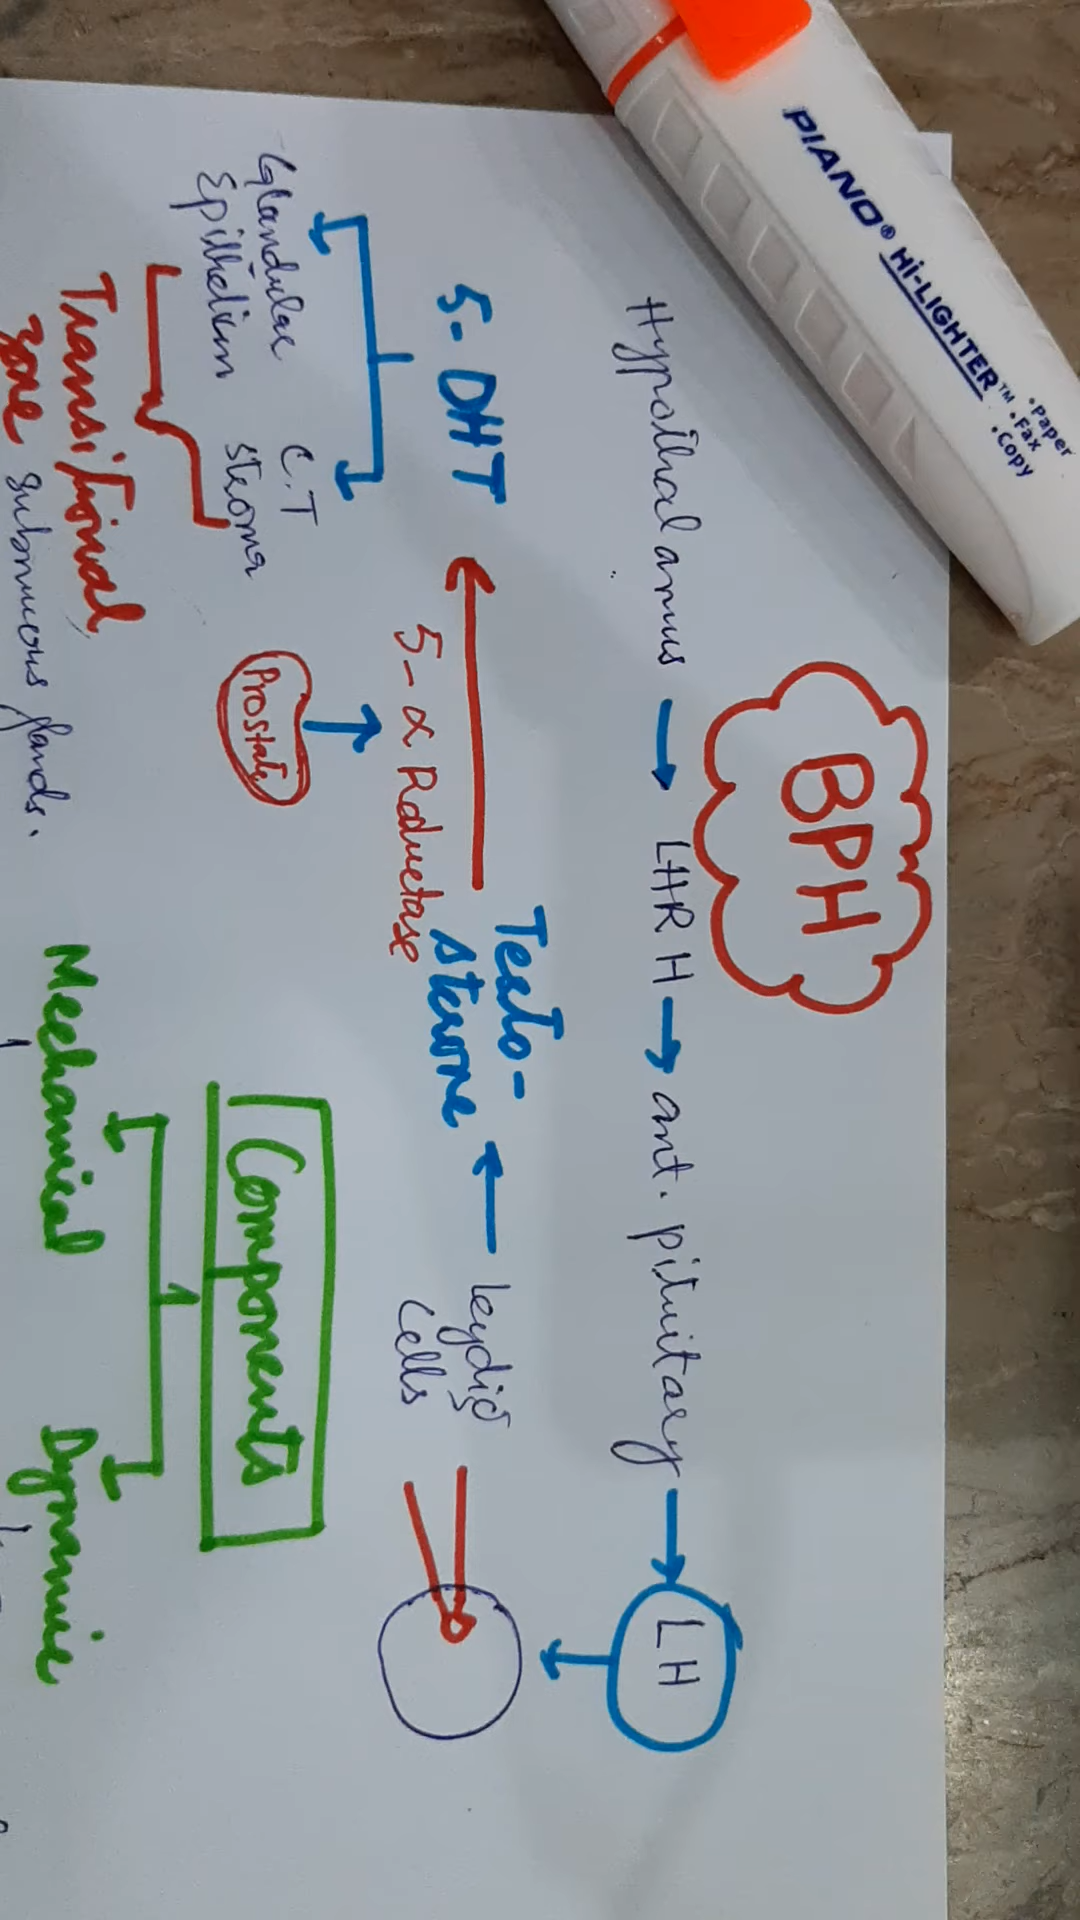 PIANO® Hi-LIGHTER™
•Paper
•Fax
•Copy
BPH
Hypothalamus → LHRH → ant. pituitary → LH
5-DHT
Testo-
sterone
Leydig
Cells
5-α Reductase
Prostate
Glandular
Epithelium
C.T
stroma
Transitional
zone
submucous glands.
Components
Mechanical
Dynamic